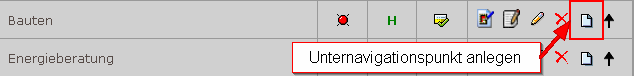 Bauten
H
Energieberatung
Unternavigationspunkt anlegen